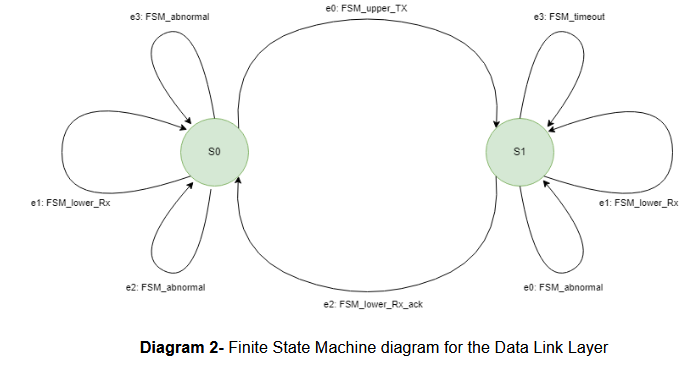 e0: FSM_upper_TX
e3: FSM_abnormal
e3: FSM_timeout
S0
S1
e1: FSM_lower_Rx
e1: FSM_lower_Rx
e2: FSM_abnormal
e0: FSM_abnormal
e2: FSM_lower_Rx_ack
Diagram 2- Finite State Machine diagram for the Data Link Layer